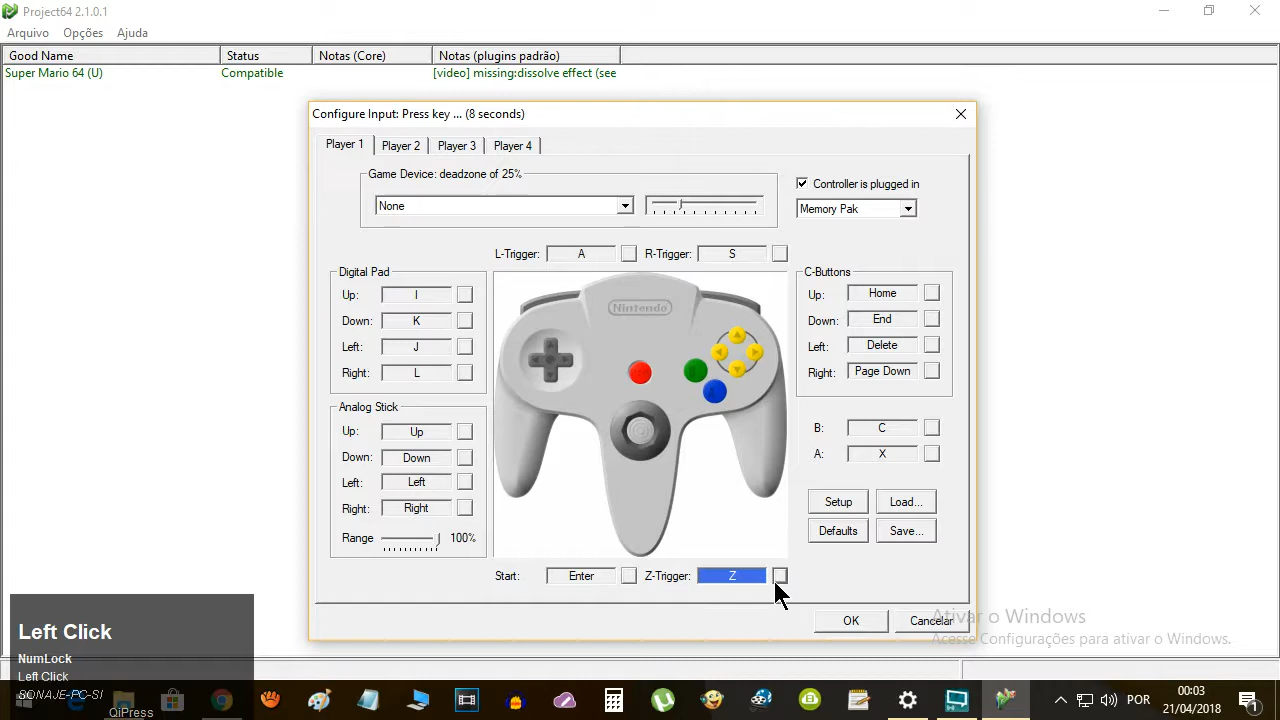 Project64 2.1.0.1
Arquivo Opções Ajuda
Good Name Status Notas (Core) Notas (plugins padrão)
Super Mario 64 (U) Compatible [video] missing:dissolve effect (see
Configure Input: Press key ... (8 seconds)
Player 1 Player 2 Player 3 Player 4
Game Device: deadzone of 25%
None
Controller is plugged in
Memory Pak
L-Trigger: A R-Trigger: S
Digital Pad
Up: I
Down: K
Left: J
Right: L
Analog Stick
Up: Up
Down: Down
Left: Left
Right: Right
Range 100%
Nintendo
C-Buttons
Up: Home
Down: End
Left: Delete
Right: Page Down
B: C
A: X
Setup Load...
Defaults Save...
Start: Enter Z-Trigger: Z
OK Cancelar
Ativar o Windows
Acesse Configurações para ativar o Windows.
Left Click
NumLock
Left Click
SONAJE-PC-SI
QiPress
POR
00:03
21/04/2018
1